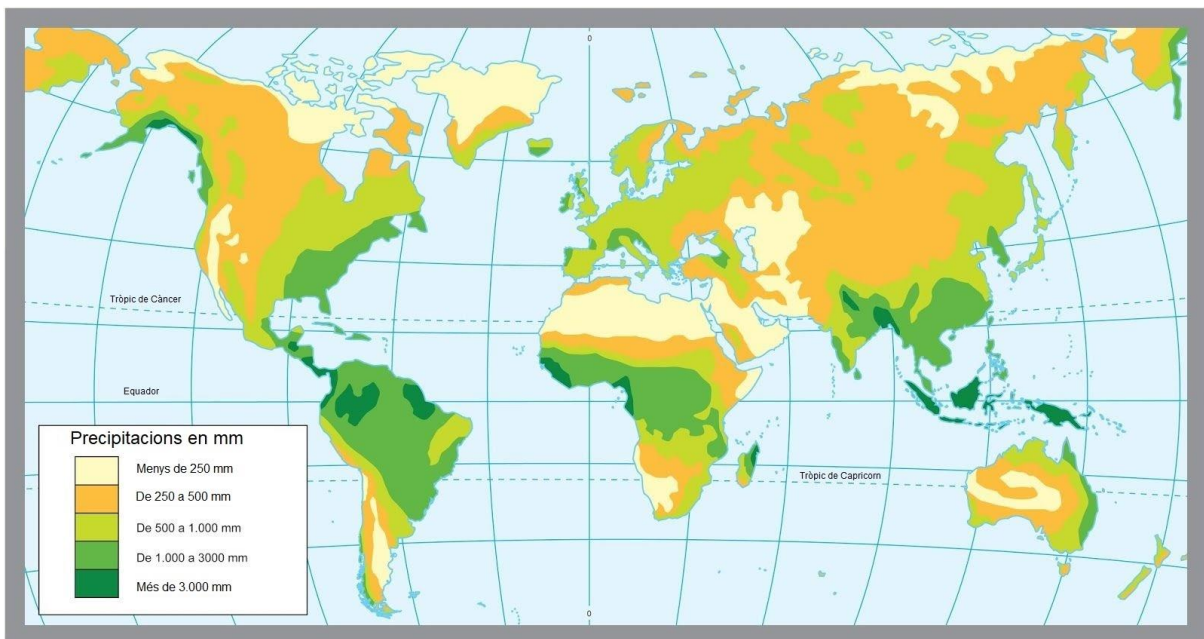 0
Tròpic de Càncer
Equador
Tròpic de Capricorn
Precipitacions en mm
Menys de 250 mm
De 250 a 500 mm
De 500 a 1.000 mm
De 1.000 a 3000 mm
Més de 3.000 mm
0